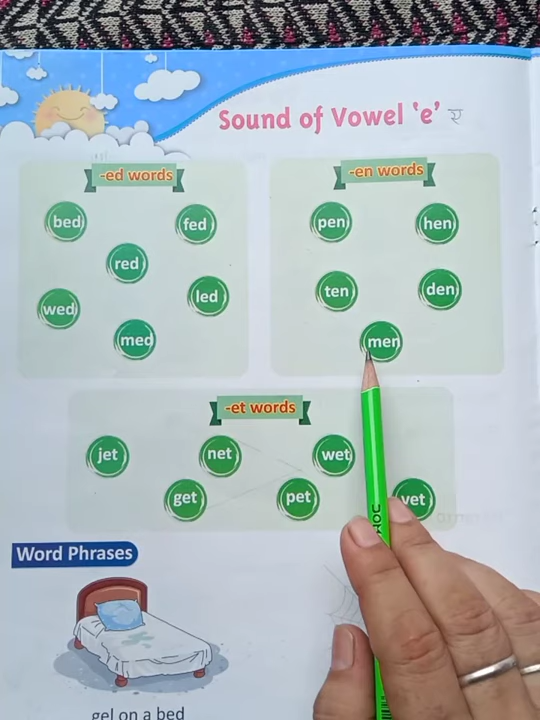 Sound of Vowel 'e' ए
-ed words
bed
fed
red
wed
led
med
-en words
pen
hen
ten
den
men
-et words
jet
net
wet
get
pet
vet
Word Phrases
gel on a bed